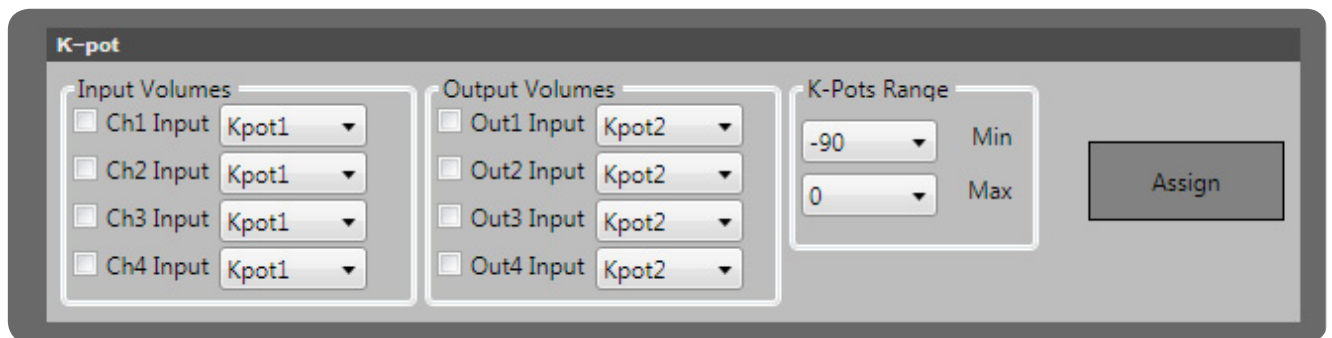 K-pot
Input Volumes
Ch1 Input Kpot1
Ch2 Input Kpot1
Ch3 Input Kpot1
Ch4 Input Kpot1
Output Volumes
Out1 Input Kpot2
Out2 Input Kpot2
Out3 Input Kpot2
Out4 Input Kpot2
K-Pots Range
-90 Min
0 Max
Assign